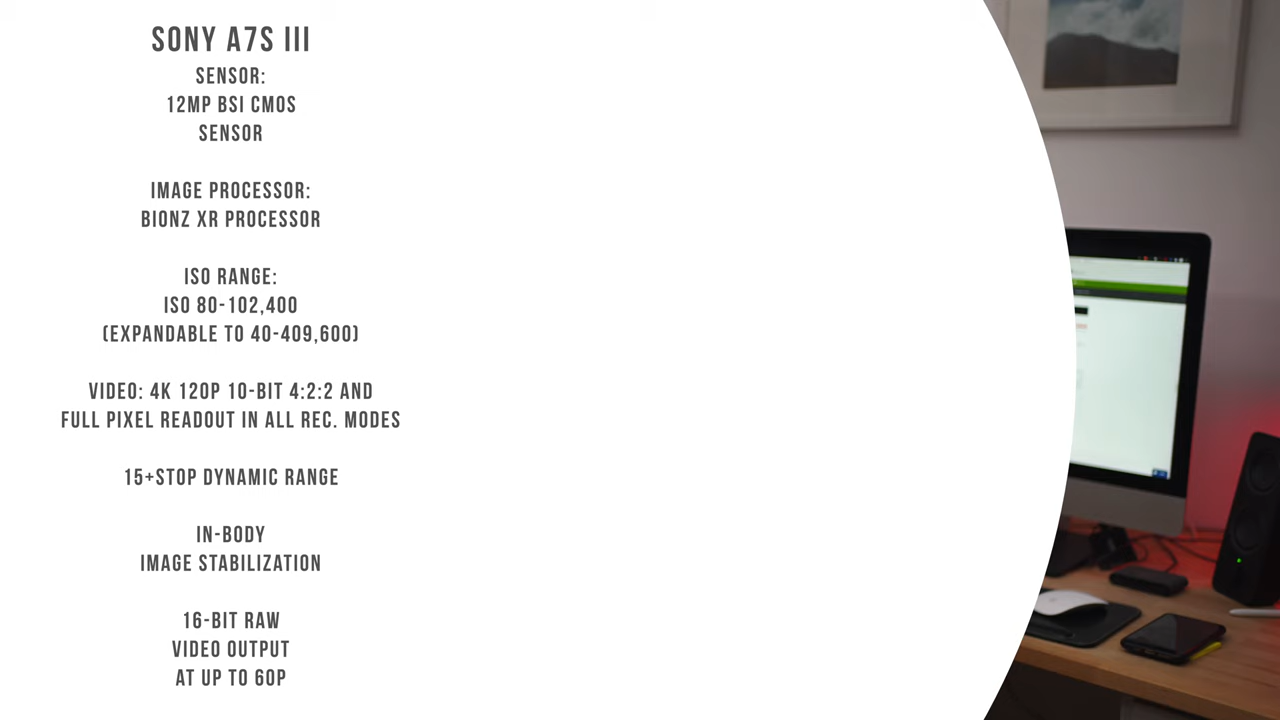 SONY A7S III
SENSOR:
12MP BSI CMOS
SENSOR
IMAGE PROCESSOR:
BIONZ XR PROCESSOR
ISO RANGE:
ISO 80-102,400
(EXPANDABLE TO 40-409,600)
VIDEO: 4K 120P 10-BIT 4:2:2 AND
FULL PIXEL READOUT IN ALL REC. MODES
15+STOP DYNAMIC RANGE
IN-BODY
IMAGE STABILIZATION
16-BIT RAW
VIDEO OUTPUT
AT UP TO 60P